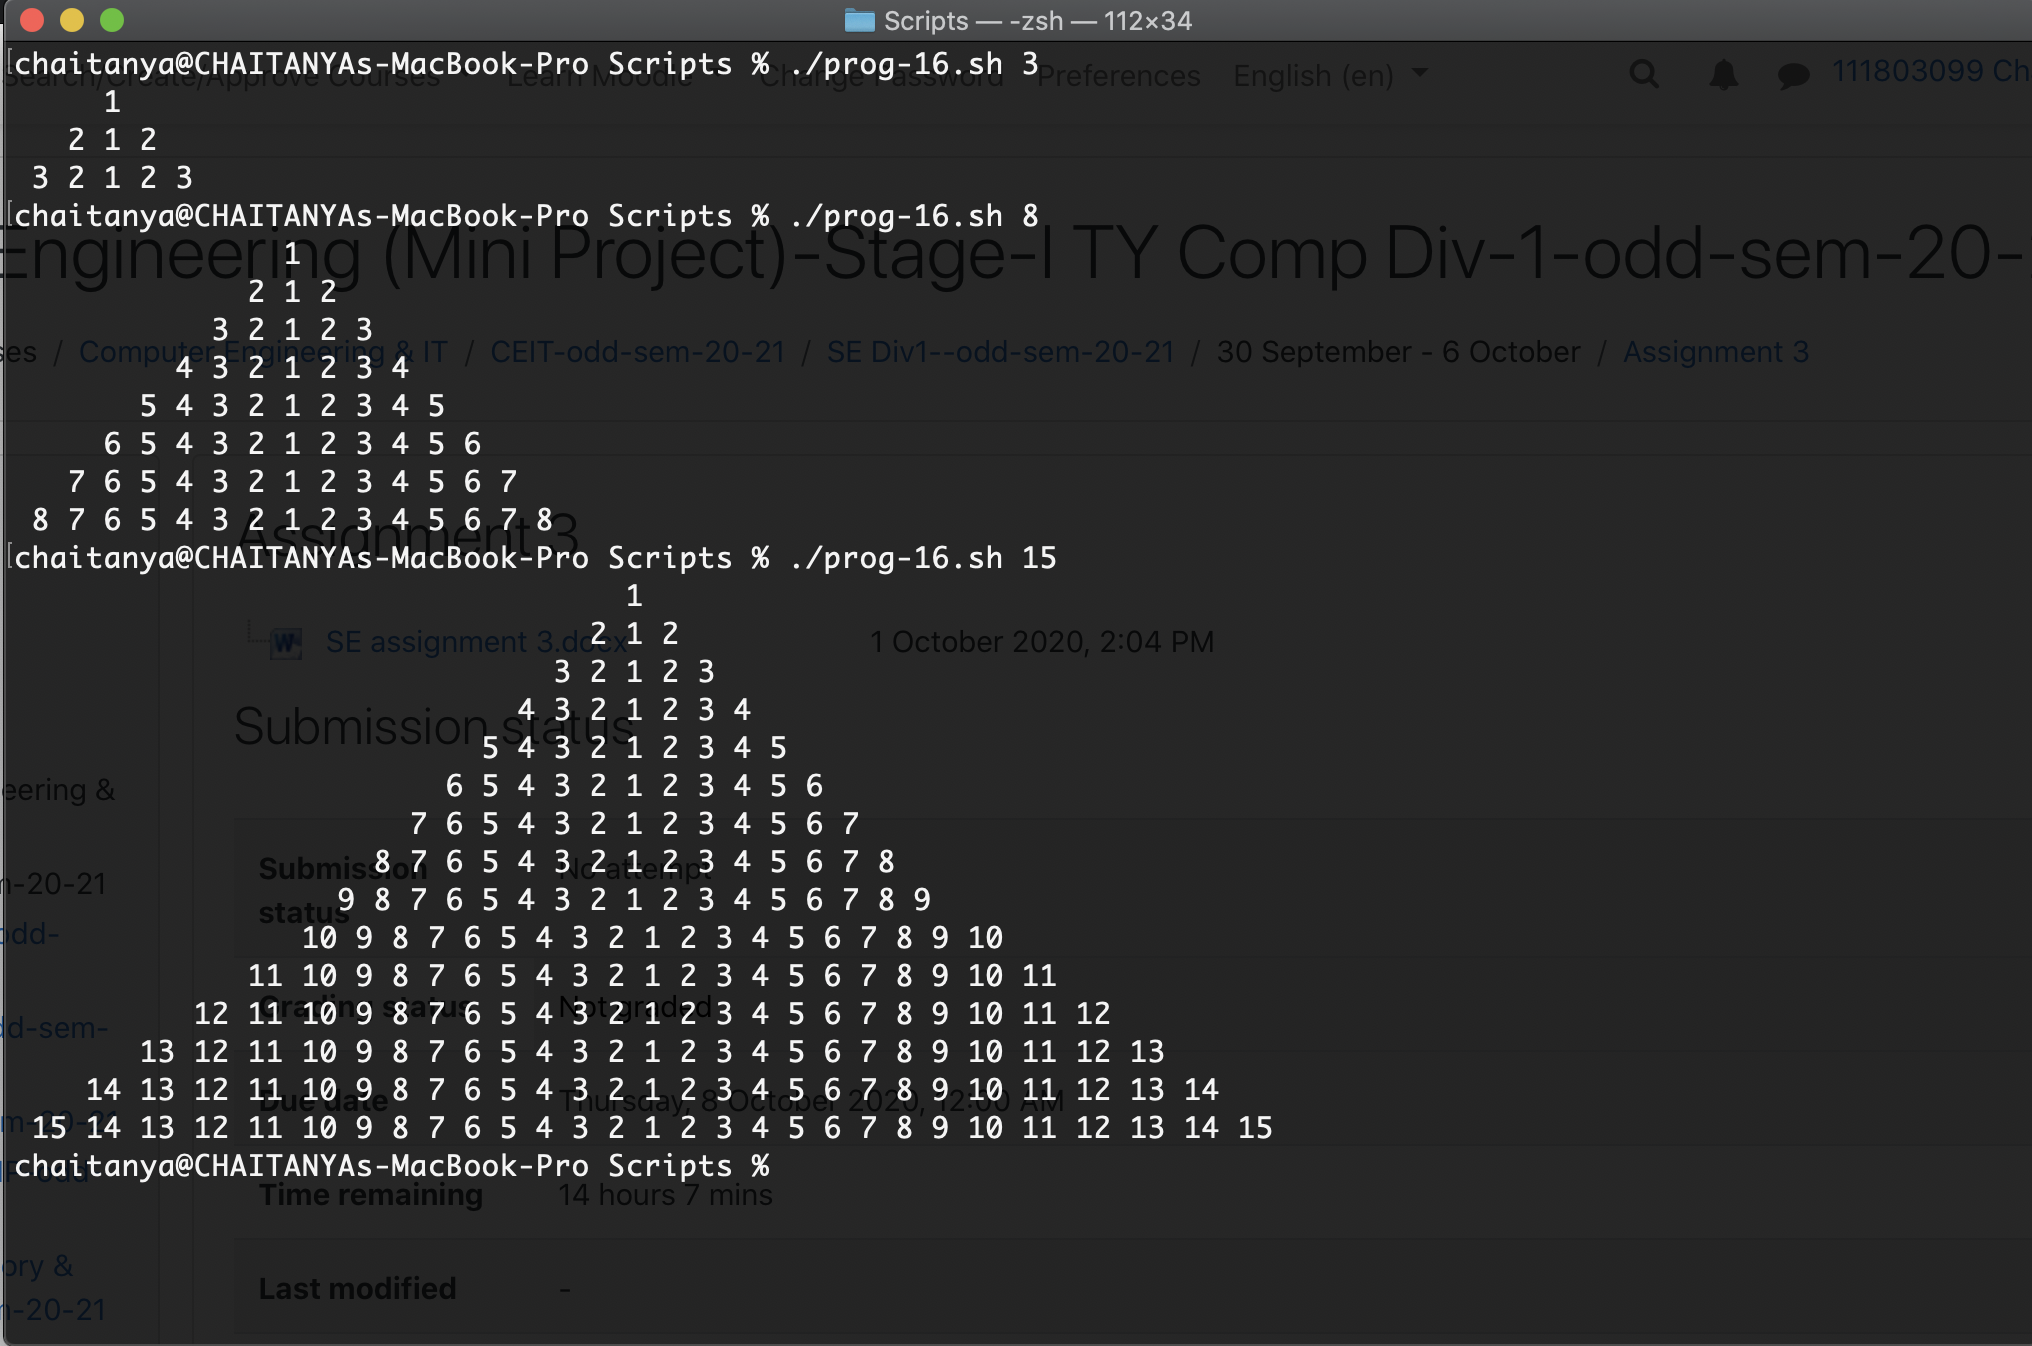 Scripts — -zsh — 112×34
chaitanya@CHAITANYAs-MacBook-Pro Scripts % ./prog-16.sh 3
Search/Create/Approve Courses Learn Moodle Change Password Preferences English (en) 111803099 Ch
1
2 1 2
3 2 1 2 3
chaitanya@CHAITANYAs-MacBook-Pro Scripts % ./prog-16.sh 8
Engineering (Mini Project)-Stage-I TY Comp Div-1-odd-sem-20-
1
2 1 2
3 2 1 2 3
ses / Computer Engineering & IT / CEIT-odd-sem-20-21 / SE Div1--odd-sem-20-21 / 30 September - 6 October / Assignment 3
4 3 2 1 2 3 4
5 4 3 2 1 2 3 4 5
6 5 4 3 2 1 2 3 4 5 6
7 6 5 4 3 2 1 2 3 4 5 6 7
8 7 6 5 4 3 2 1 2 3 4 5 6 7 8
Assignment 3
chaitanya@CHAITANYAs-MacBook-Pro Scripts % ./prog-16.sh 15
1
2 1 2
SE assignment 3.docx 1 October 2020, 2:04 PM
3 2 1 2 3
4 3 2 1 2 3 4
Submission status
5 4 3 2 1 2 3 4 5
6 5 4 3 2 1 2 3 4 5 6
eering &
7 6 5 4 3 2 1 2 3 4 5 6 7
8 7 6 5 4 3 2 1 2 3 4 5 6 7 8
Submission status No attempt
m-20-21
9 8 7 6 5 4 3 2 1 2 3 4 5 6 7 8 9
odd-
10 9 8 7 6 5 4 3 2 1 2 3 4 5 6 7 8 9 10
11 10 9 8 7 6 5 4 3 2 1 2 3 4 5 6 7 8 9 10 11
Grading status Not graded
12 11 10 9 8 7 6 5 4 3 2 1 2 3 4 5 6 7 8 9 10 11 12
dd-sem-
13 12 11 10 9 8 7 6 5 4 3 2 1 2 3 4 5 6 7 8 9 10 11 12 13
14 13 12 11 10 9 8 7 6 5 4 3 2 1 2 3 4 5 6 7 8 9 10 11 12 13 14
Due date Thursday, 8 October 2020, 12:00 AM
15 14 13 12 11 10 9 8 7 6 5 4 3 2 1 2 3 4 5 6 7 8 9 10 11 12 13 14 15
m-20-21
chaitanya@CHAITANYAs-MacBook-Pro Scripts %
Time remaining 14 hours 7 mins
ory &
Last modified -
m-20-21